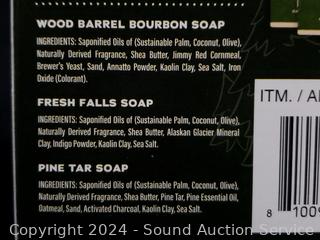 WOOD BARREL BOURBON SOAP
INGREDIENTS: Saponified Oils of (Sustainable Palm, Coconut, Olive),
Naturally Derived Fragrance, Shea Butter, Jimmy Red Cornmeal,
Brewer's Yeast, Sand, Annatto Powder, Kaolin Clay, Sea Salt, Iron
Oxide (Colorant).
FRESH FALLS SOAP
INGREDIENTS: Saponified Oils of (Sustainable Palm, Coconut, Olive),
Naturally Derived Fragrance, Shea Butter, Alaskan Glacier Mineral
Clay, Indigo Powder, Kaolin Clay, Sea Salt.
PINE TAR SOAP
INGREDIENTS: Saponified Oils of (Sustainable Palm, Coconut, Olive),
Naturally Derived Fragrance, Shea Butter, Pine Tar, Pine Essential Oil,
Oatmeal, Sand, Activated Charcoal, Kaolin Clay, Sea Salt.
ITM. / A
8 1009
Copyright 2024 - Sound Auction Service